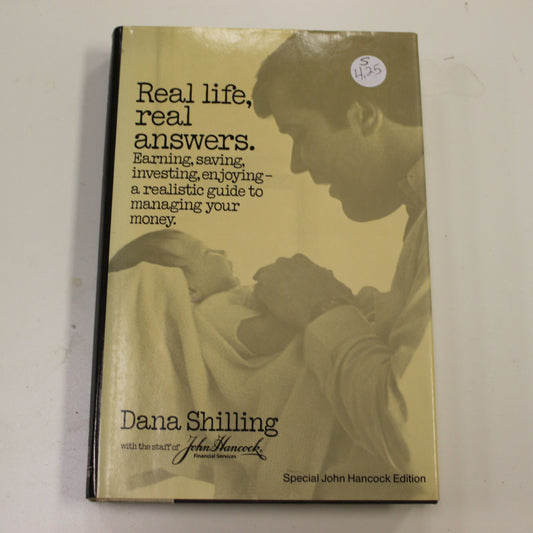 S
4.25
Real life,
real
answers.
Earning, saving,
investing, enjoying–
a realistic guide to
managing your
money.
Dana Shilling
with the staff of John Hancock®
Financial Services
Special John Hancock Edition